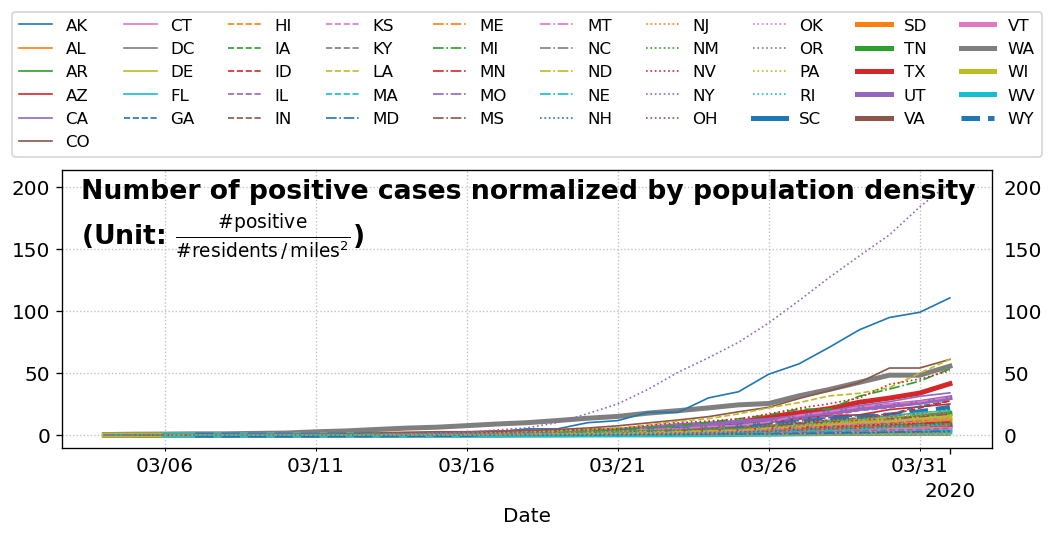 AK CT HI KS ME MT NJ OK SD VT
AL DC IA KY MI NC NM OR TN WA
AR DE ID LA MN ND NV PA TX WI
AZ FL IL MA MO NE NY RI UT WV
CA GA IN MD MS NH OH SC VA WY
CO
200 Number of positive cases normalized by population density 200
(Unit: #positive / #residents / miles²)
150 150
100 100
50 50
0 0
03/06 03/11 03/16 03/21 03/26 03/31
2020
Date